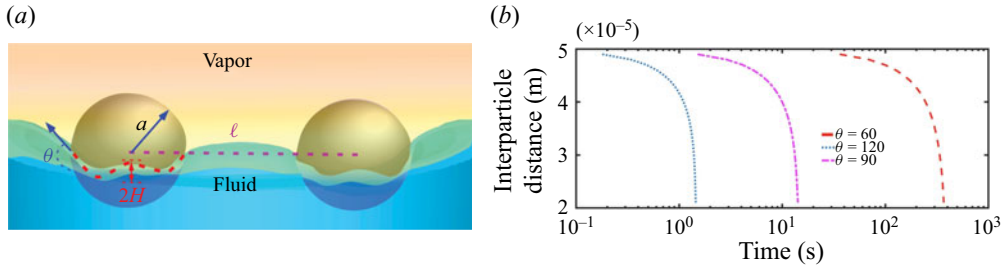 (a)
Vapor
a
ℓ
θ
2H
Fluid
(b)
(×10⁻⁵)
5
4
3
2
Interparticle
distance (m)
θ = 60
θ = 120
θ = 90
10⁻¹ 10⁰ 10¹ 10² 10³
Time (s)